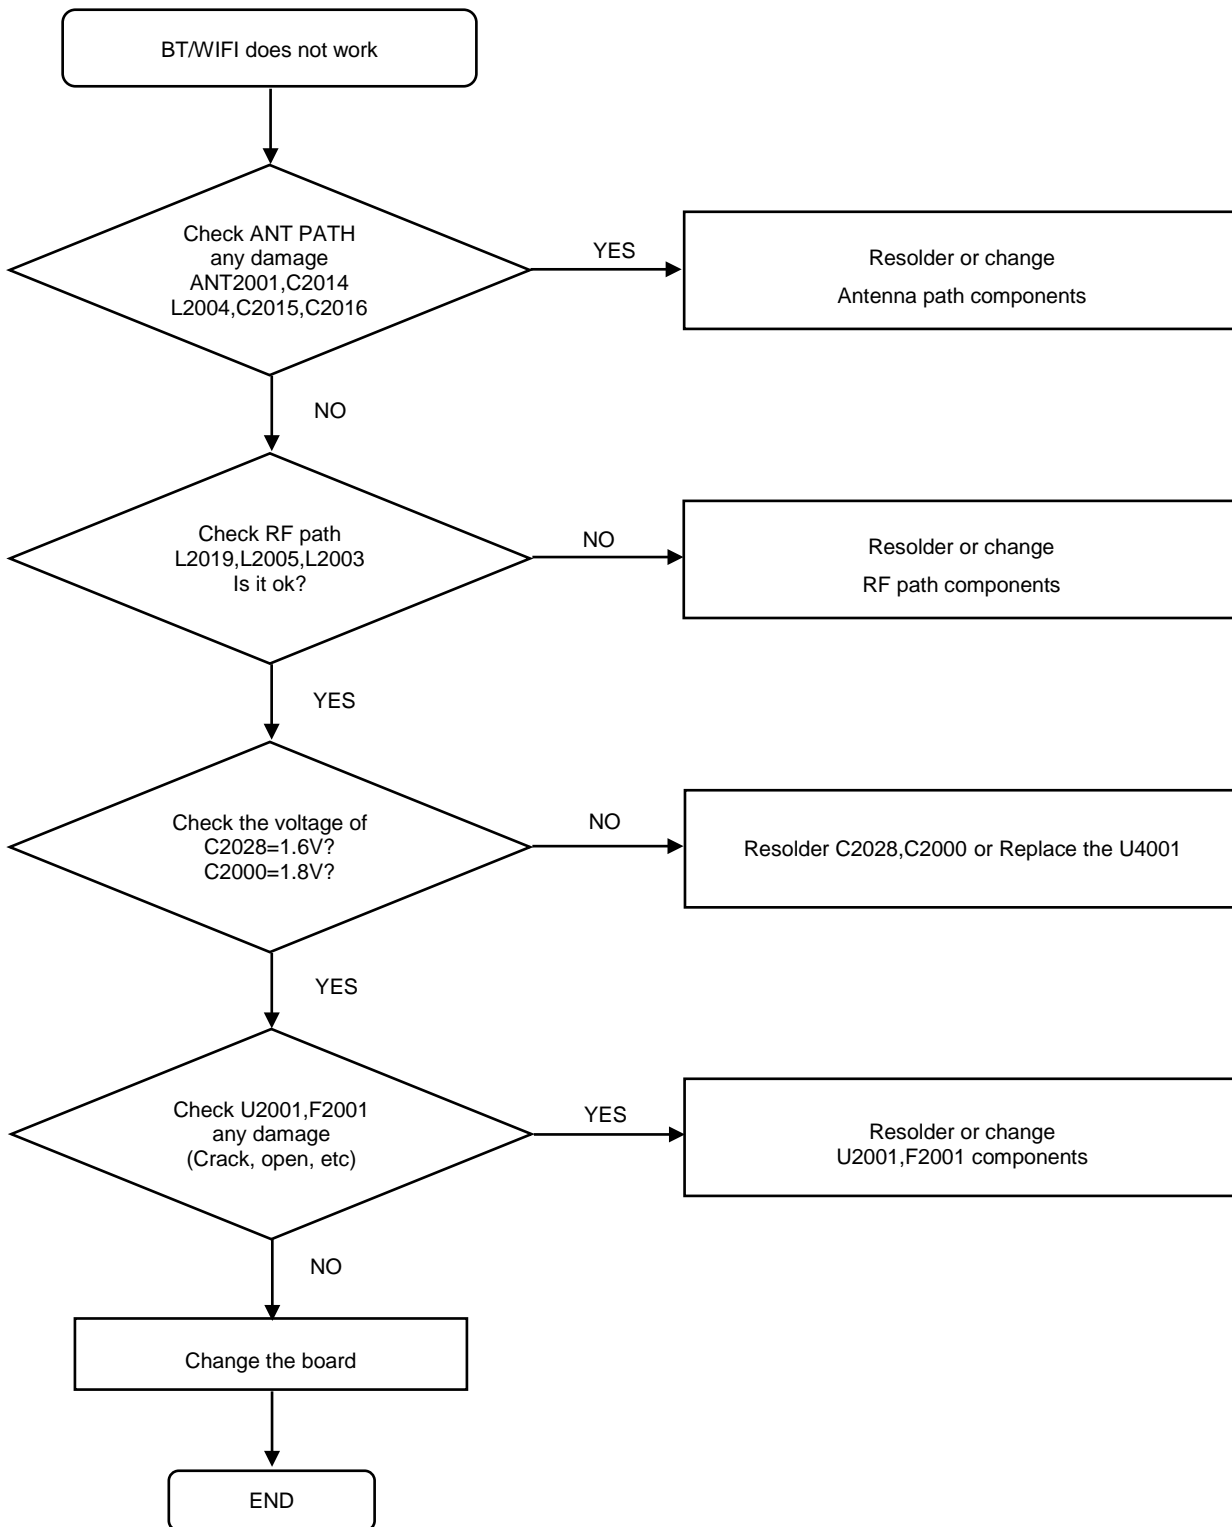 BT/WIFI does not work
Check ANT PATH
any damage
ANT2001,C2014
L2004,C2015,C2016
YES
Resolder or change
Antenna path components
NO
Check RF path
L2019,L2005,L2003
Is it ok?
NO
Resolder or change
RF path components
YES
Check the voltage of
C2028=1.6V?
C2000=1.8V?
NO
Resolder C2028,C2000 or Replace the U4001
YES
Check U2001,F2001
any damage
(Crack, open, etc)
YES
Resolder or change
U2001,F2001 components
NO
Change the board
END